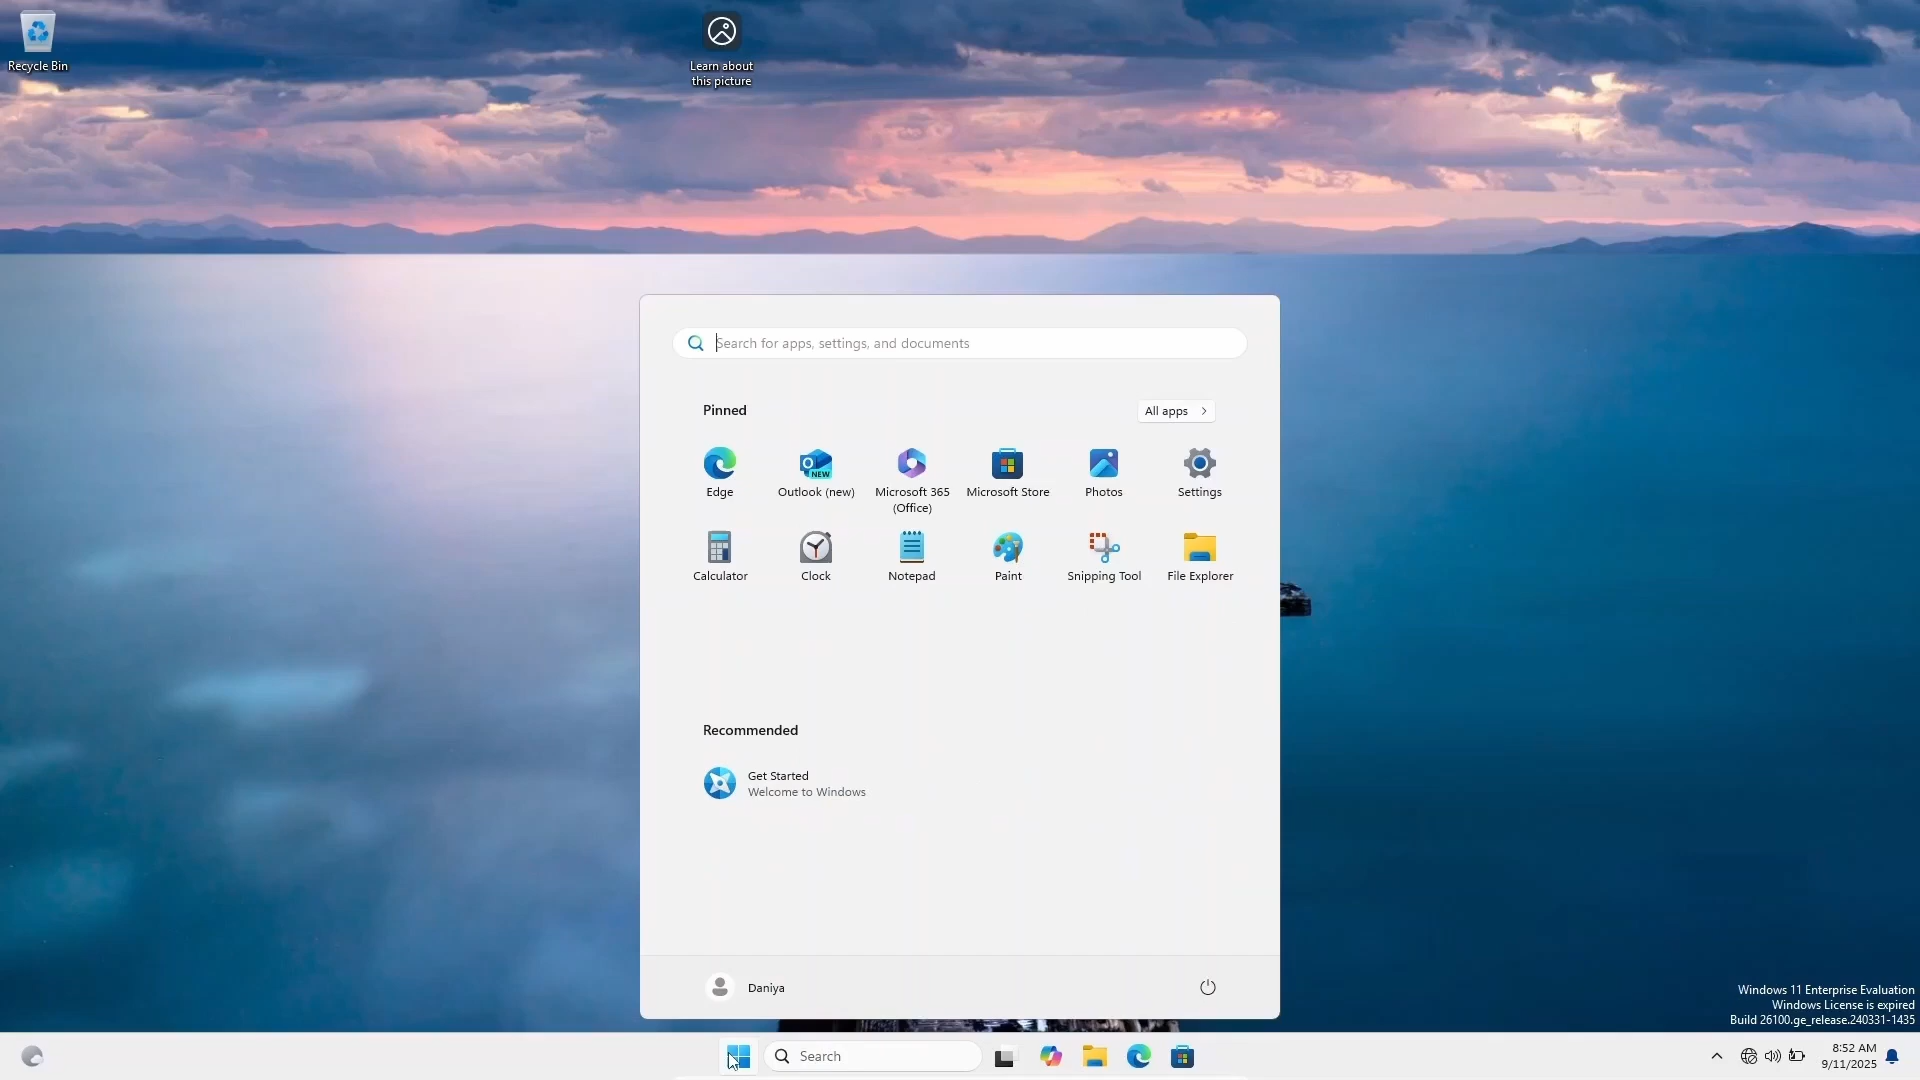 Recycle Bin
Learn about
this picture
Search for apps, settings, and documents
Pinned
All apps
Edge
Outlook (new)
Microsoft 365
(Office)
Microsoft Store
Photos
Settings
Calculator
Clock
Notepad
Paint
Snipping Tool
File Explorer
Recommended
Get Started
Welcome to Windows
Daniya
Windows 11 Enterprise Evaluation
Windows License is expired
Build 26100.ge_release.240331-1435
Search
8:52 AM
9/11/2025